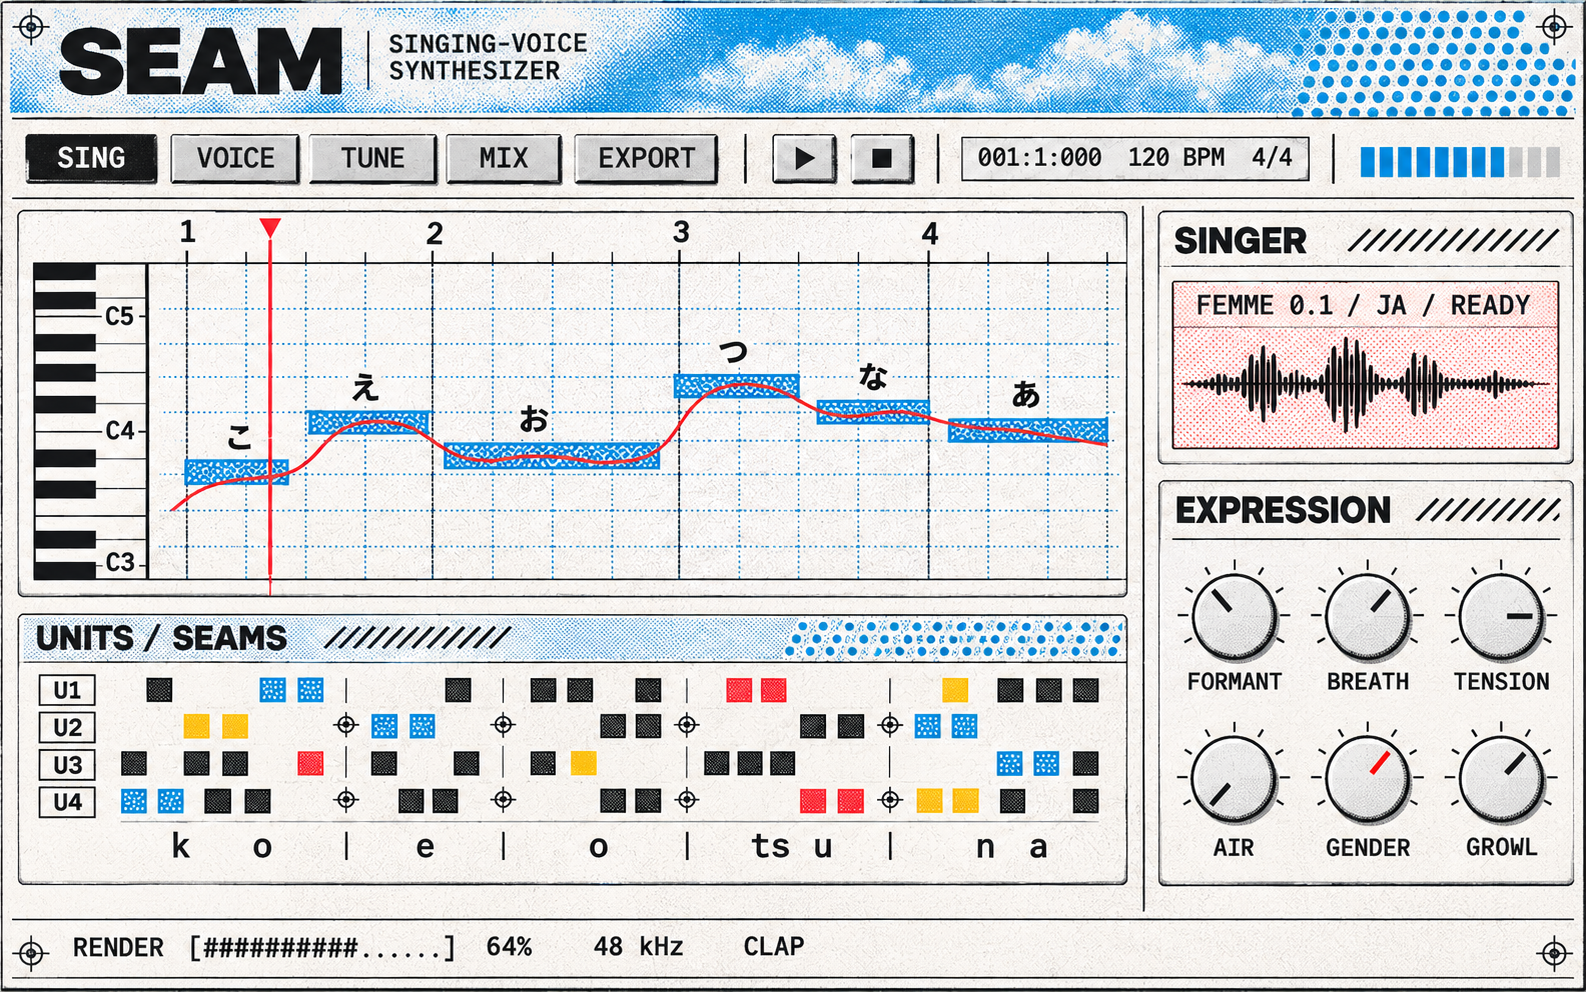 SEAM
SINGING-VOICE
SYNTHESIZER
SING
VOICE
TUNE
MIX
EXPORT
001:1:000 120 BPM 4/4
1 2 3 4
C5
C4
C3
こ
え
お
つ
な
あ
SINGER
FEMME 0.1 / JA / READY
EXPRESSION
FORMANT BREATH TENSION
AIR GENDER GROWL
UNITS / SEAMS
U1
U2
U3
U4
k o | e | o | ts u | n a
RENDER [##########......] 64% 48 kHz CLAP